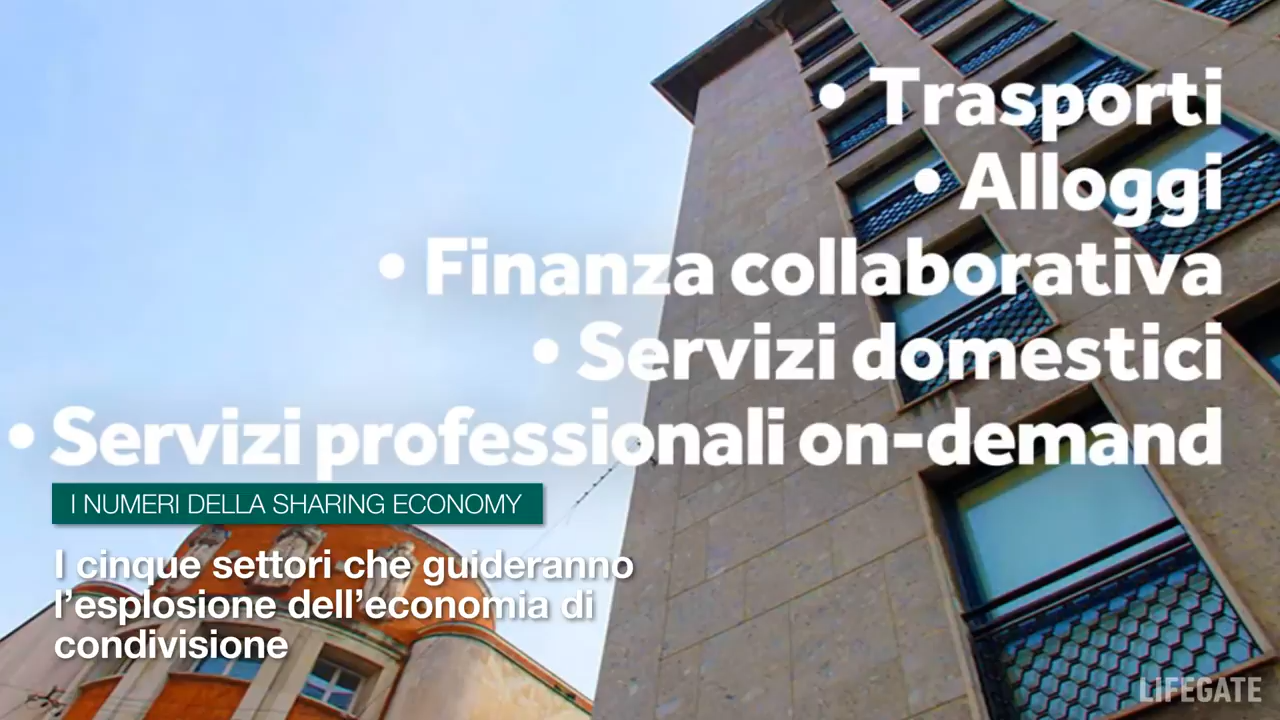 • Trasporti
• Alloggi
• Finanza collaborativa
• Servizi domestici
• Servizi professionali on-demand
I NUMERI DELLA SHARING ECONOMY
I cinque settori che guideranno
l’esplosione dell’economia di
condivisione
LIFEGATE